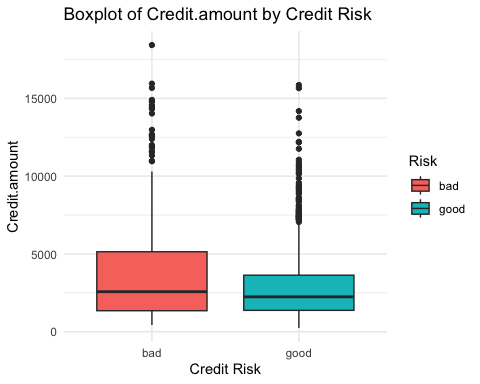 Boxplot of Credit.amount by Credit Risk
Credit.amount
15000
10000
5000
0
bad
good
Credit Risk
Risk
bad
good